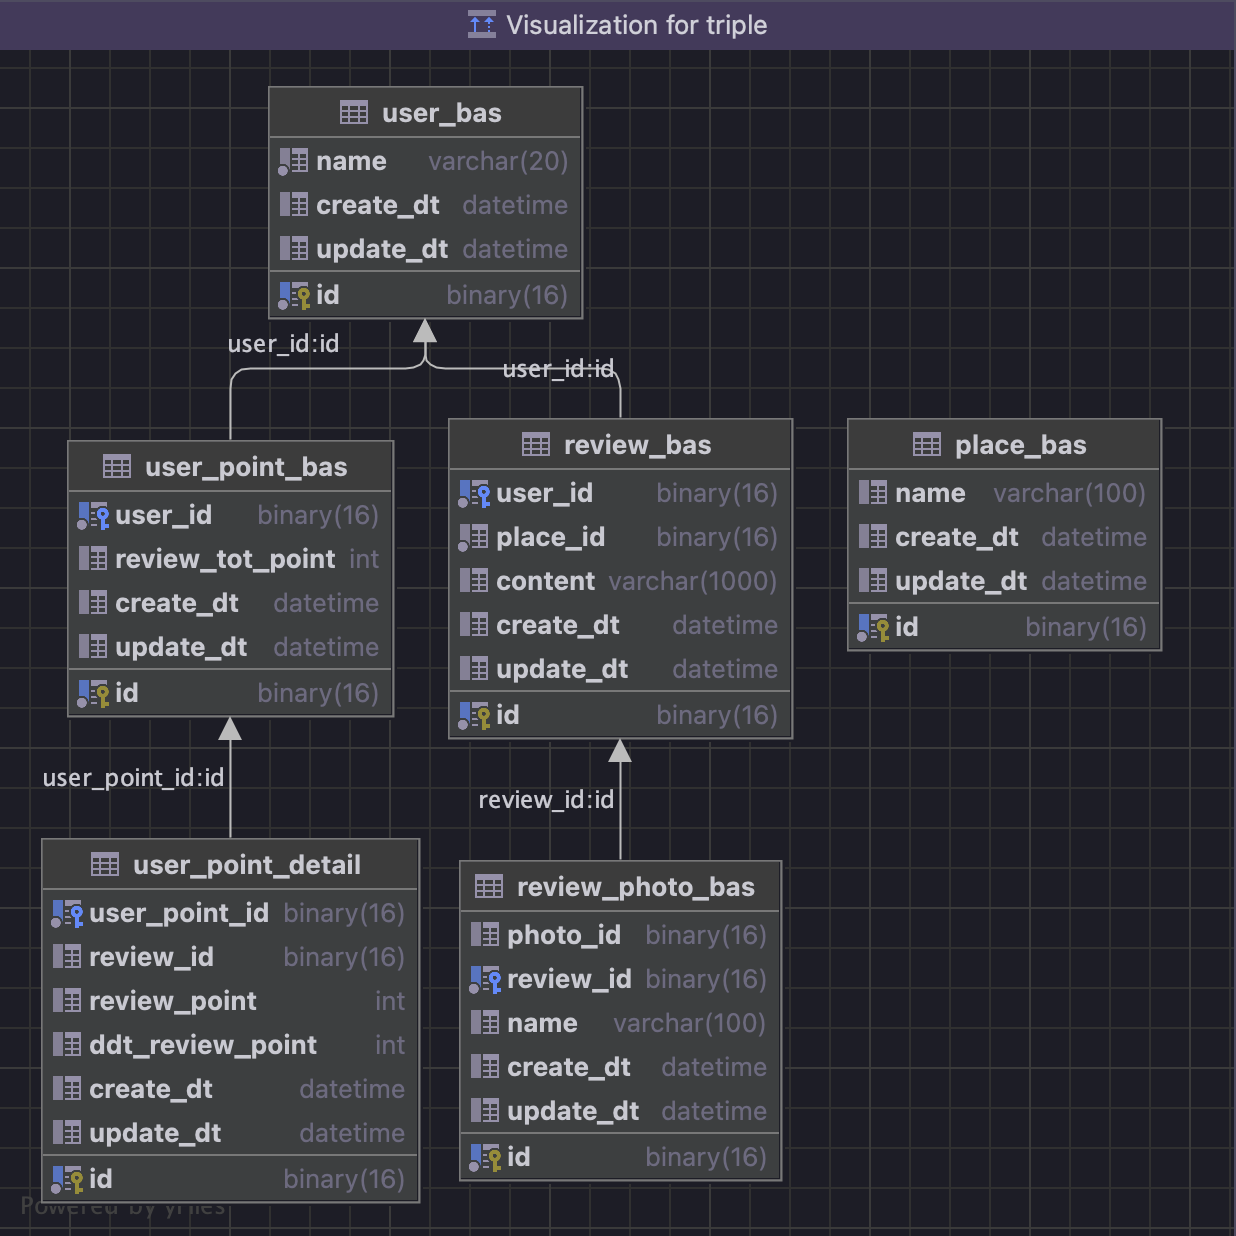 Visualization for triple
user_bas
name varchar(20)
create_dt datetime
update_dt datetime
id binary(16)
user_id:id
user_id:id
user_point_bas
user_id binary(16)
review_tot_point int
create_dt datetime
update_dt datetime
id binary(16)
review_bas
user_id binary(16)
place_id binary(16)
content varchar(1000)
create_dt datetime
update_dt datetime
id binary(16)
place_bas
name varchar(100)
create_dt datetime
update_dt datetime
id binary(16)
user_point_id:id
review_id:id
user_point_detail
user_point_id binary(16)
review_id binary(16)
review_point int
ddt_review_point int
create_dt datetime
update_dt datetime
id binary(16)
review_photo_bas
photo_id binary(16)
review_id binary(16)
name varchar(100)
create_dt datetime
update_dt datetime
id binary(16)
Powered by yFiles